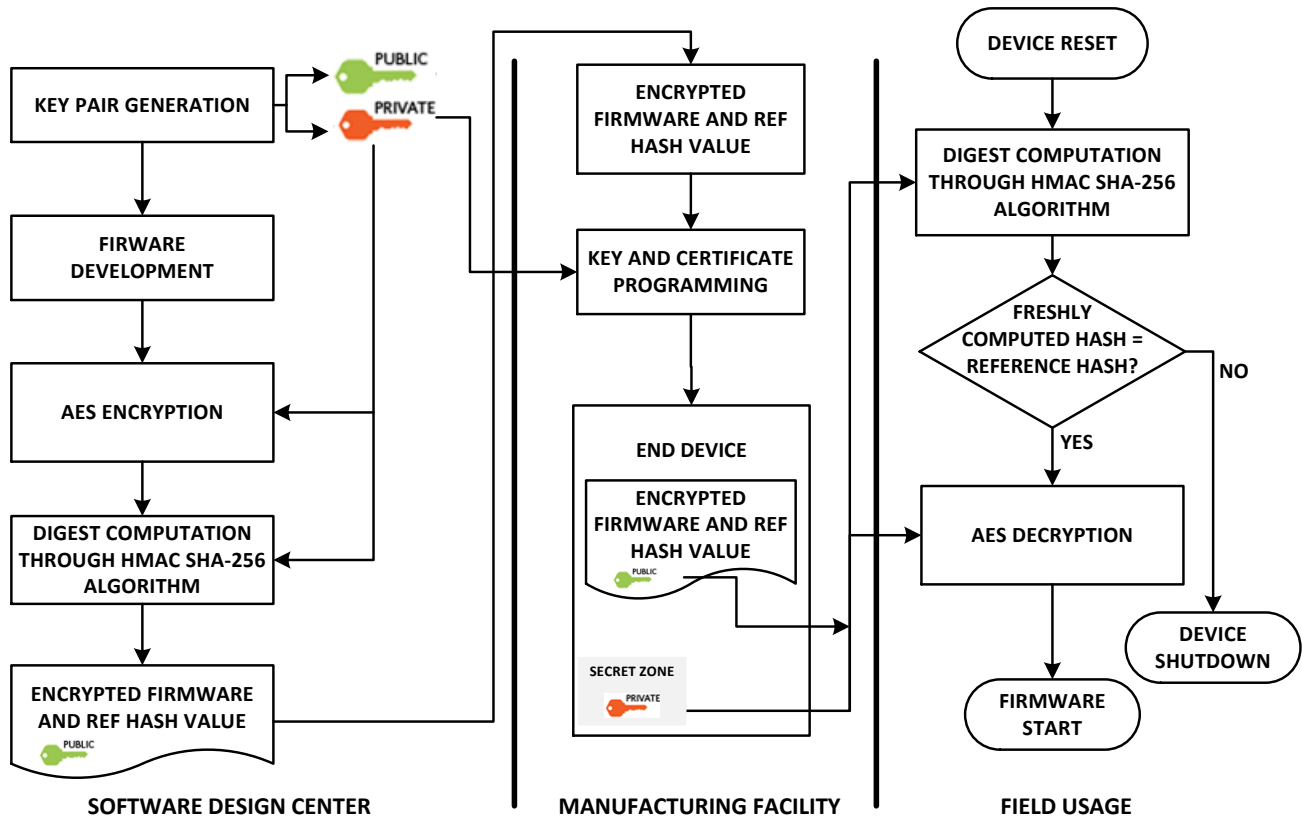 KEY PAIR GENERATION
PUBLIC
PRIVATE
FIRWARE
DEVELOPMENT
AES ENCRYPTION
DIGEST COMPUTATION
THROUGH HMAC SHA-256
ALGORITHM
ENCRYPTED FIRMWARE
AND REF HASH VALUE
PUBLIC
SOFTWARE DESIGN CENTER
ENCRYPTED
FIRMWARE AND REF
HASH VALUE
KEY AND CERTIFICATE
PROGRAMMING
END DEVICE
ENCRYPTED
FIRMWARE AND REF
HASH VALUE
PUBLIC
SECRET ZONE
PRIVATE
MANUFACTURING FACILITY
DEVICE RESET
DIGEST COMPUTATION
THROUGH HMAC SHA-256
ALGORITHM
FRESHLY
COMPUTED HASH =
REFERENCE HASH?
NO
YES
AES DECRYPTION
DEVICE
SHUTDOWN
FIRMWARE
START
FIELD USAGE